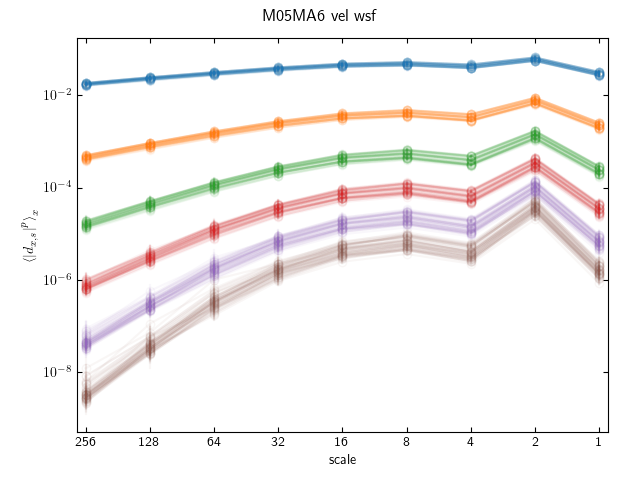 M05MA6 vel wsf
⟨|d_{x,s}|^p⟩_x
10^{-2}
10^{-4}
10^{-6}
10^{-8}
256 128 64 32 16 8 4 2 1
scale